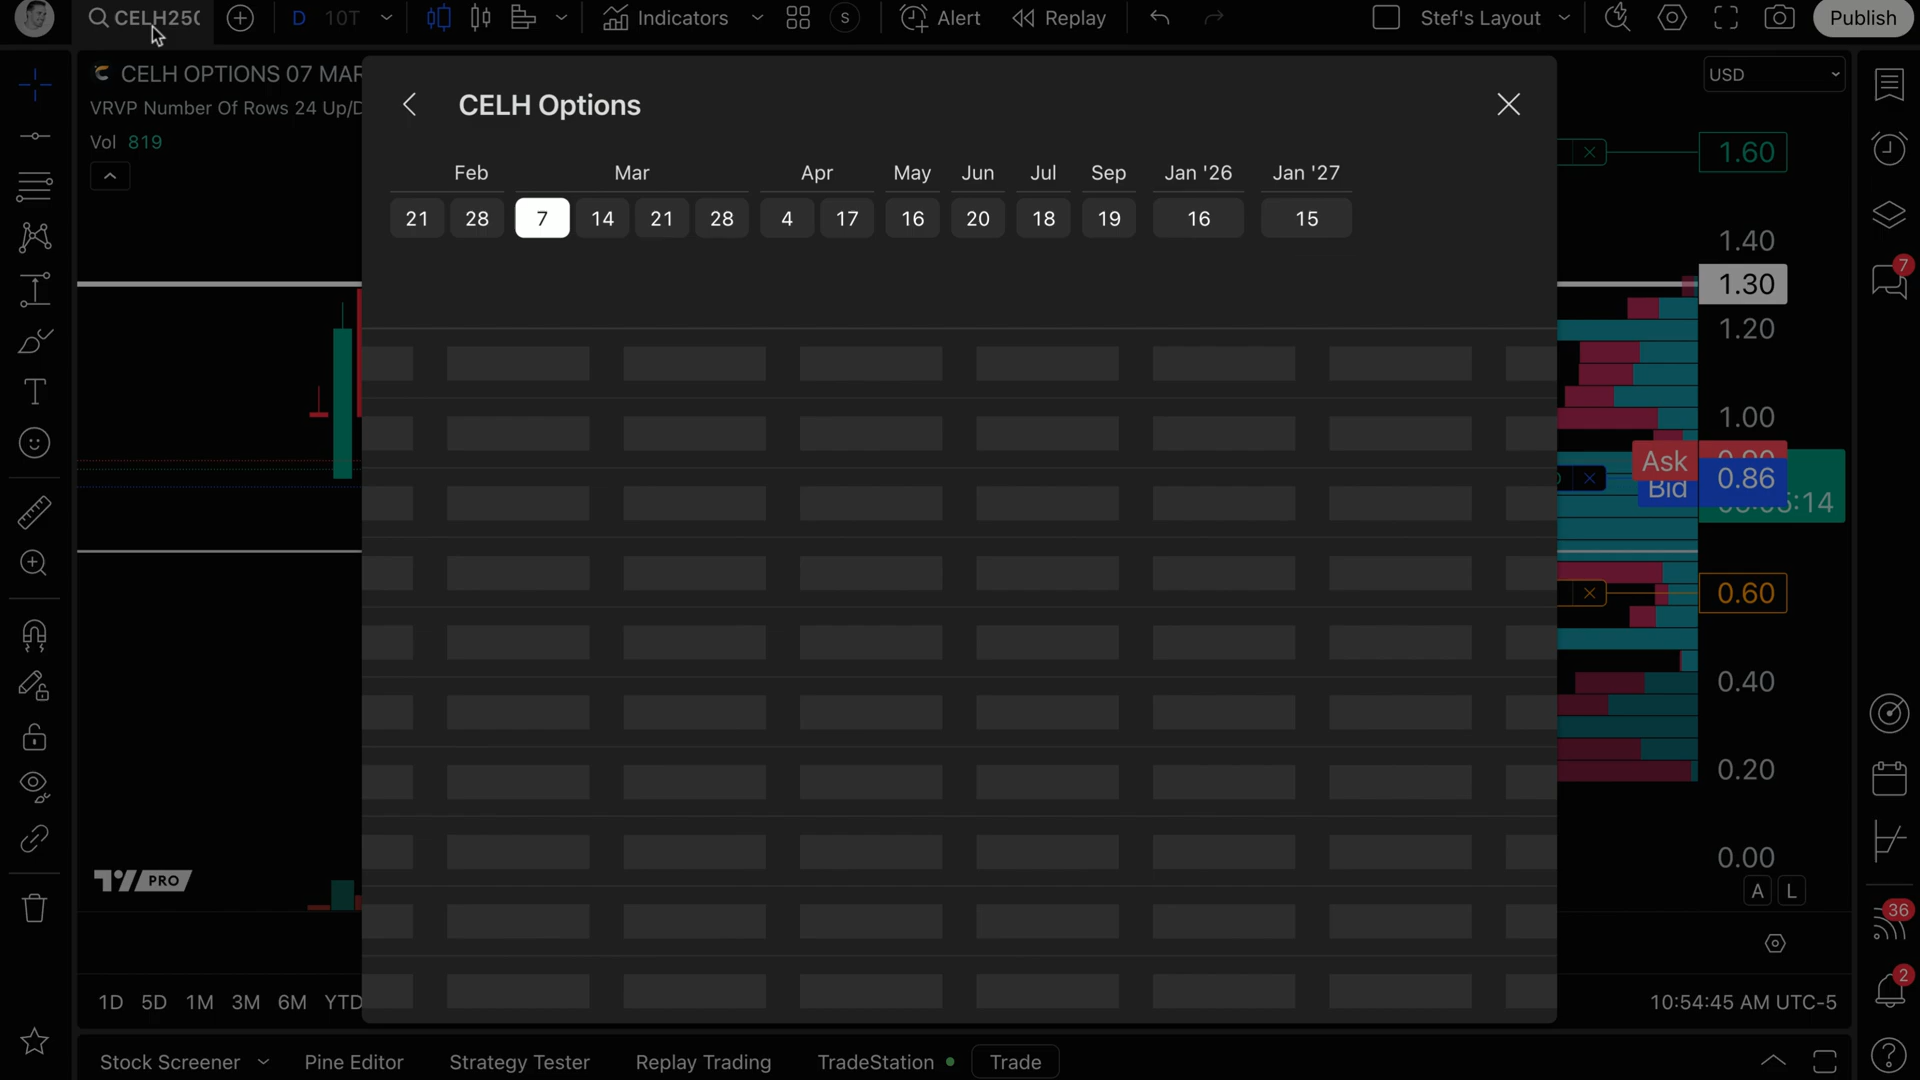 CELH250
D 10T
Indicators
S
Alert
Replay
Stef's Layout
Publish
CELH OPTIONS 07 MAR
VRVP Number Of Rows 24 Up/D
Vol 819
CELH Options
Feb Mar Apr May Jun Jul Sep Jan '26 Jan '27
21 28 7 14 21 28 4 17 16 20 18 19 16 15
USD
1.60
1.40
1.30
1.20
1.00
Ask
Bid 0.86
:14
0.60
0.40
0.20
0.00
A L
7
36
2
PRO
1D 5D 1M 3M 6M YTD
10:54:45 AM UTC-5
Stock Screener Pine Editor Strategy Tester Replay Trading TradeStation Trade